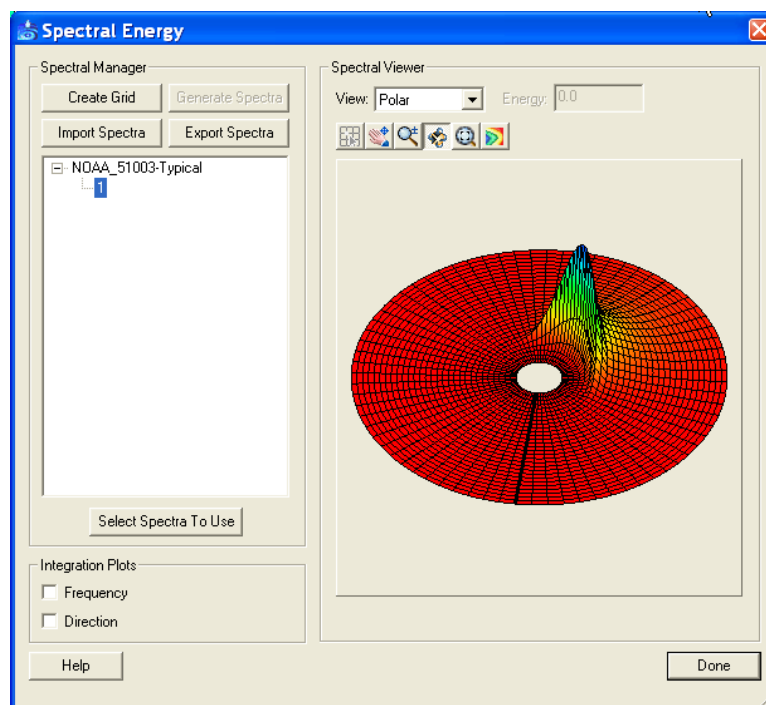 Spectral Energy
Spectral Manager
Create Grid
Generate Spectra
Import Spectra
Export Spectra
NOAA_51003-Typical
1
Select Spectra To Use
Integration Plots
Frequency
Direction
Help
Spectral Viewer
View: Polar
Energy: 0.0
Done